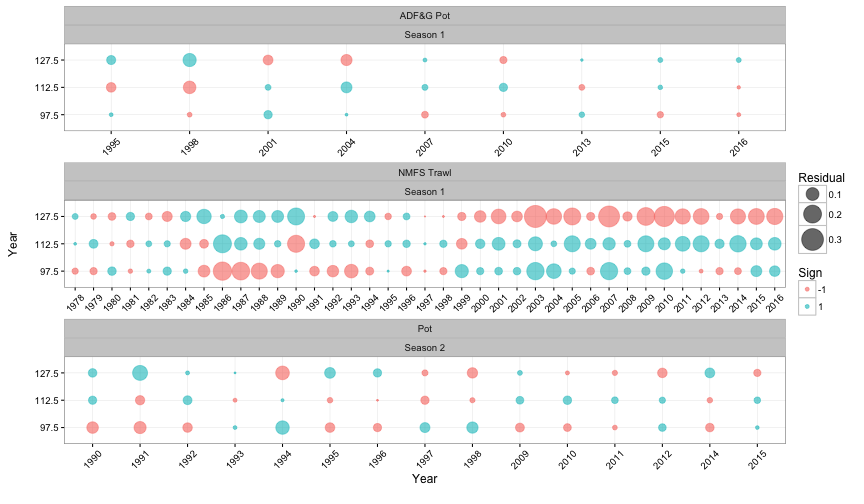 ADF&G Pot
Season 1
127.5
112.5
97.5
1995 1998 2001 2004 2007 2010 2013 2015 2016
NMFS Trawl
Season 1
127.5
112.5
97.5
1978 1979 1980 1981 1982 1983 1984 1985 1986 1987 1988 1989 1990 1991 1992 1993 1994 1995 1996 1997 1998 1999 2000 2001 2002 2003 2004 2005 2006 2007 2008 2009 2010 2011 2012 2013 2014 2015 2016
Pot
Season 2
127.5
112.5
97.5
1990 1991 1992 1993 1994 1995 1996 1997 1998 2009 2010 2011 2012 2014 2015
Year
Year
Residual
0.1
0.2
0.3
Sign
-1
1